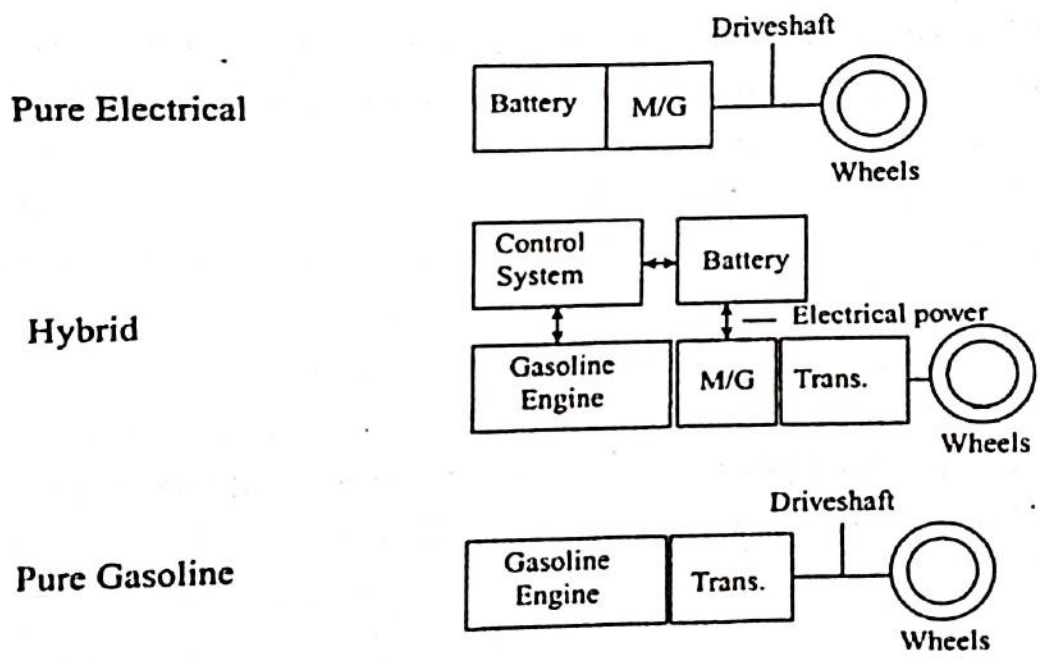 Driveshaft
Pure Electrical
Battery
M/G
Wheels
Control
System
Battery
Hybrid
Electrical power
Gasoline
Engine
M/G
Trans.
Wheels
Driveshaft
Pure Gasoline
Gasoline
Engine
Trans.
Wheels